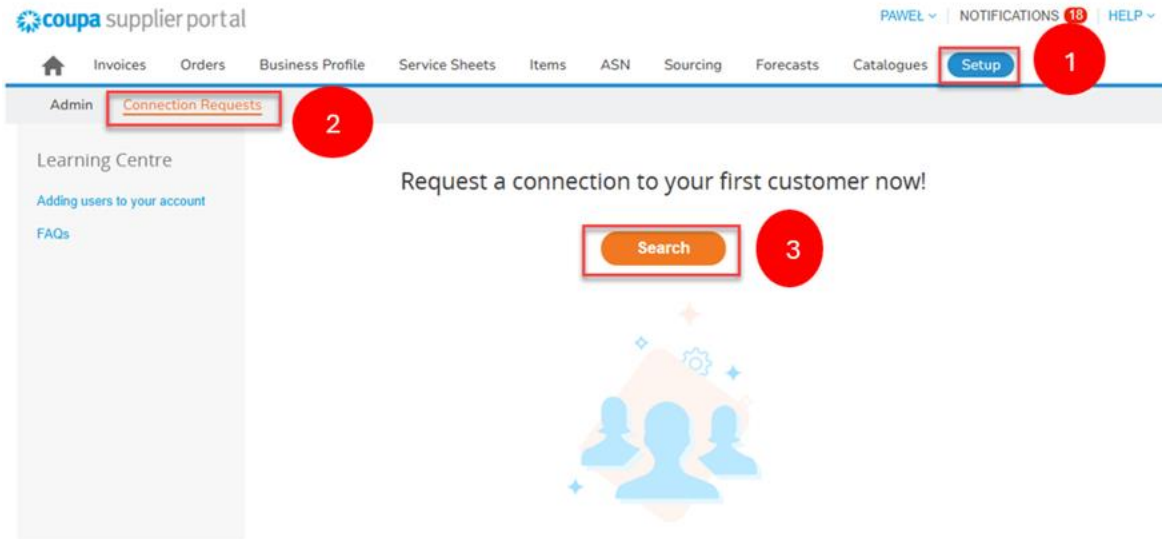 coupa supplier portal
PAWEŁ NOTIFICATIONS 18 HELP
Invoices Orders Business Profile Service Sheets Items ASN Sourcing Forecasts Catalogues Setup
1
Admin Connection Requests
2
Learning Centre
Adding users to your account
FAQs
Request a connection to your first customer now!
Search
3